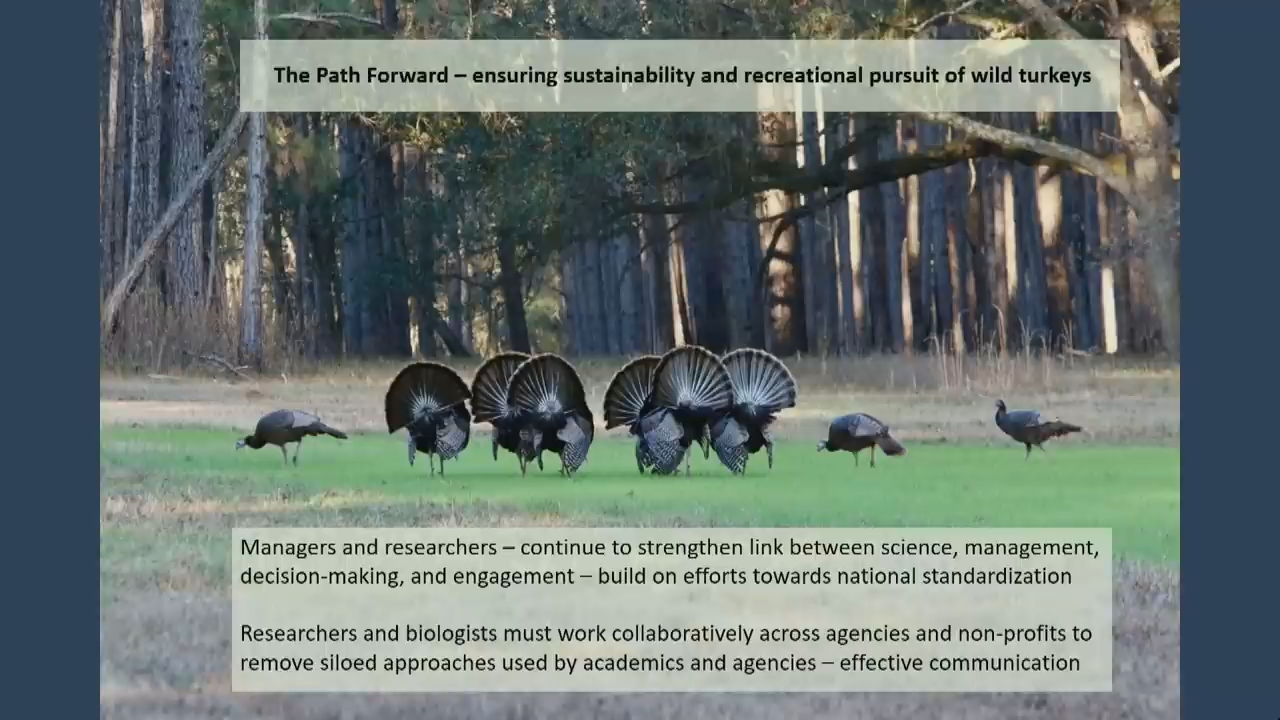 The Path Forward – ensuring sustainability and recreational pursuit of wild turkeys
Managers and researchers – continue to strengthen link between science, management,
decision-making, and engagement – build on efforts towards national standardization
Researchers and biologists must work collaboratively across agencies and non-profits to
remove siloed approaches used by academics and agencies – effective communication